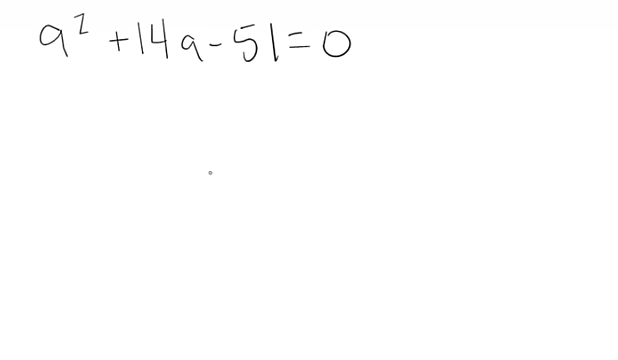 a² + 14a - 51 = 0